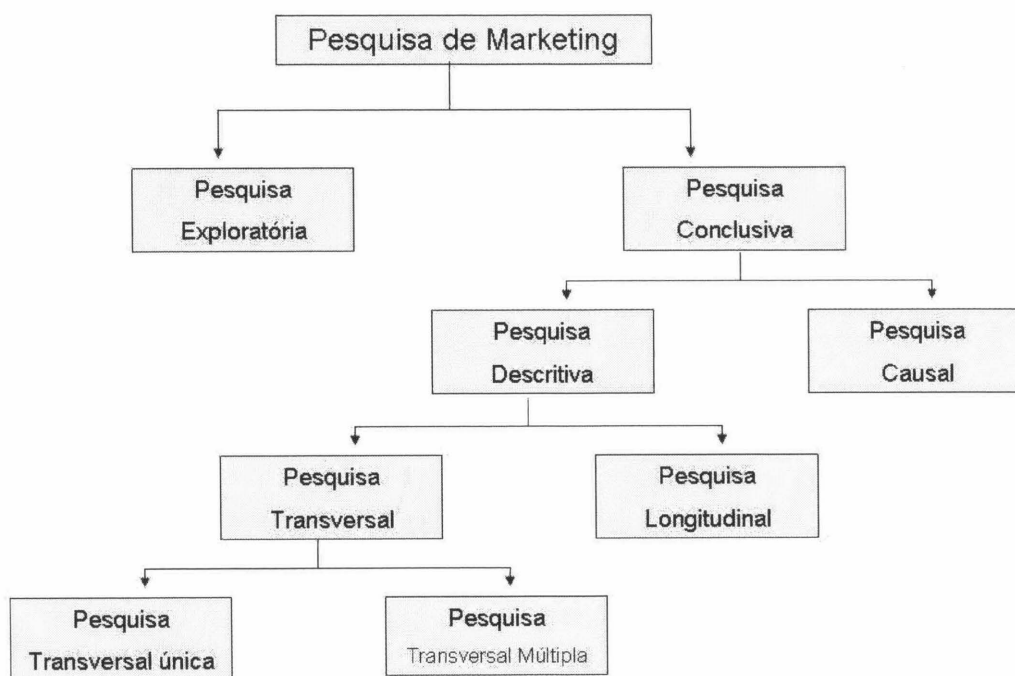 Pesquisa de Marketing
Pesquisa
Exploratória
Pesquisa
Conclusiva
Pesquisa
Descritiva
Pesquisa
Causal
Pesquisa
Transversal
Pesquisa
Longitudinal
Pesquisa
Transversal única
Pesquisa
Transversal Múltipla